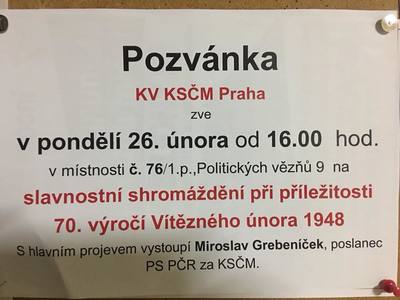 Pozvánka
KV KSČM Praha
zve
v pondělí 26. února od 16.00 hod.
v místnosti č. 76/1.p.,Politických vězňů 9 na
slavnostní shromáždění při příležitosti
70. výročí Vítězného února 1948
S hlavním projevem vystoupí Miroslav Grebeníček, poslanec
PS PČR za KSČM.